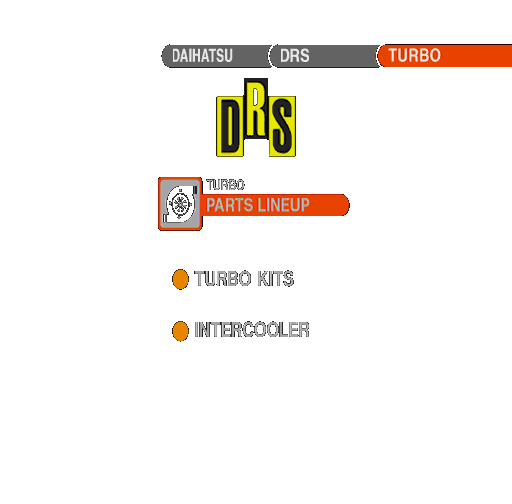 DAIHATSU DRS TURBO
DRS
TURBO
PARTS LINEUP
TURBO KITS
INTERCOOLER